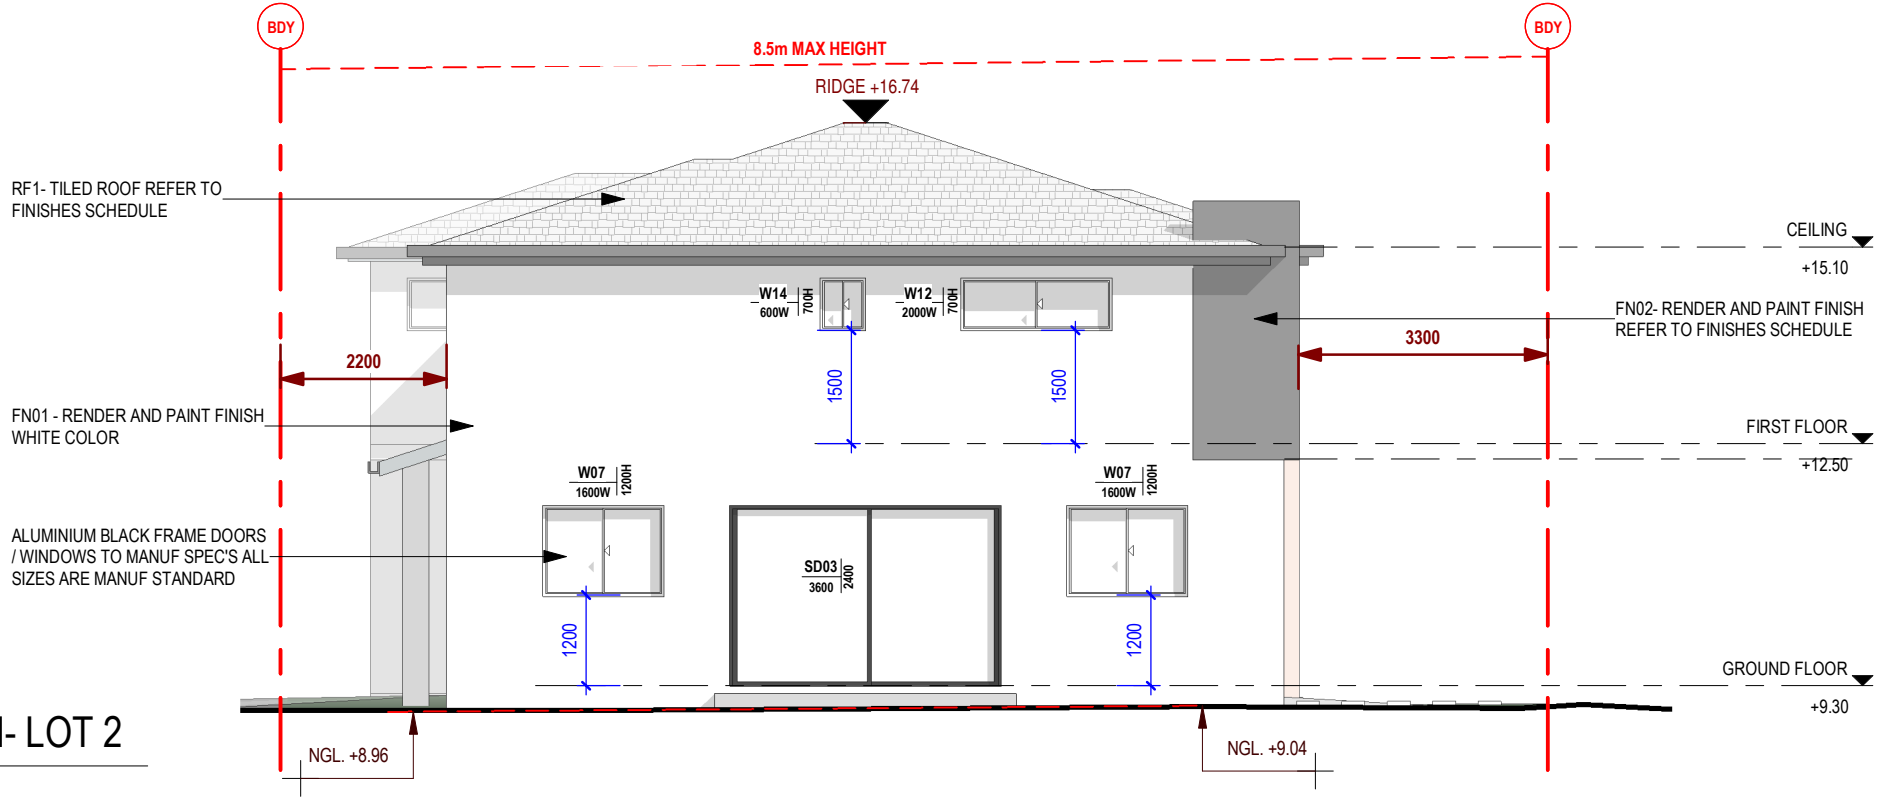 BDY
BDY
8.5m MAX HEIGHT
RIDGE +16.74
RF1- TILED ROOF REFER TO
FINISHES SCHEDULE
CEILING
+15.10
W14
600W
700H
W12
2000W
700H
FN02- RENDER AND PAINT FINISH
REFER TO FINISHES SCHEDULE
2200
3300
1500
1500
FN01 - RENDER AND PAINT FINISH
WHITE COLOR
FIRST FLOOR
+12.50
W07
1600W
1200H
W07
1600W
1200H
ALUMINIUM BLACK FRAME DOORS
/ WINDOWS TO MANUF SPEC'S ALL
SIZES ARE MANUF STANDARD
SD03
3600
2400
1200
1200
GROUND FLOOR
+9.30
- LOT 2
NGL. +8.96
NGL. +9.04